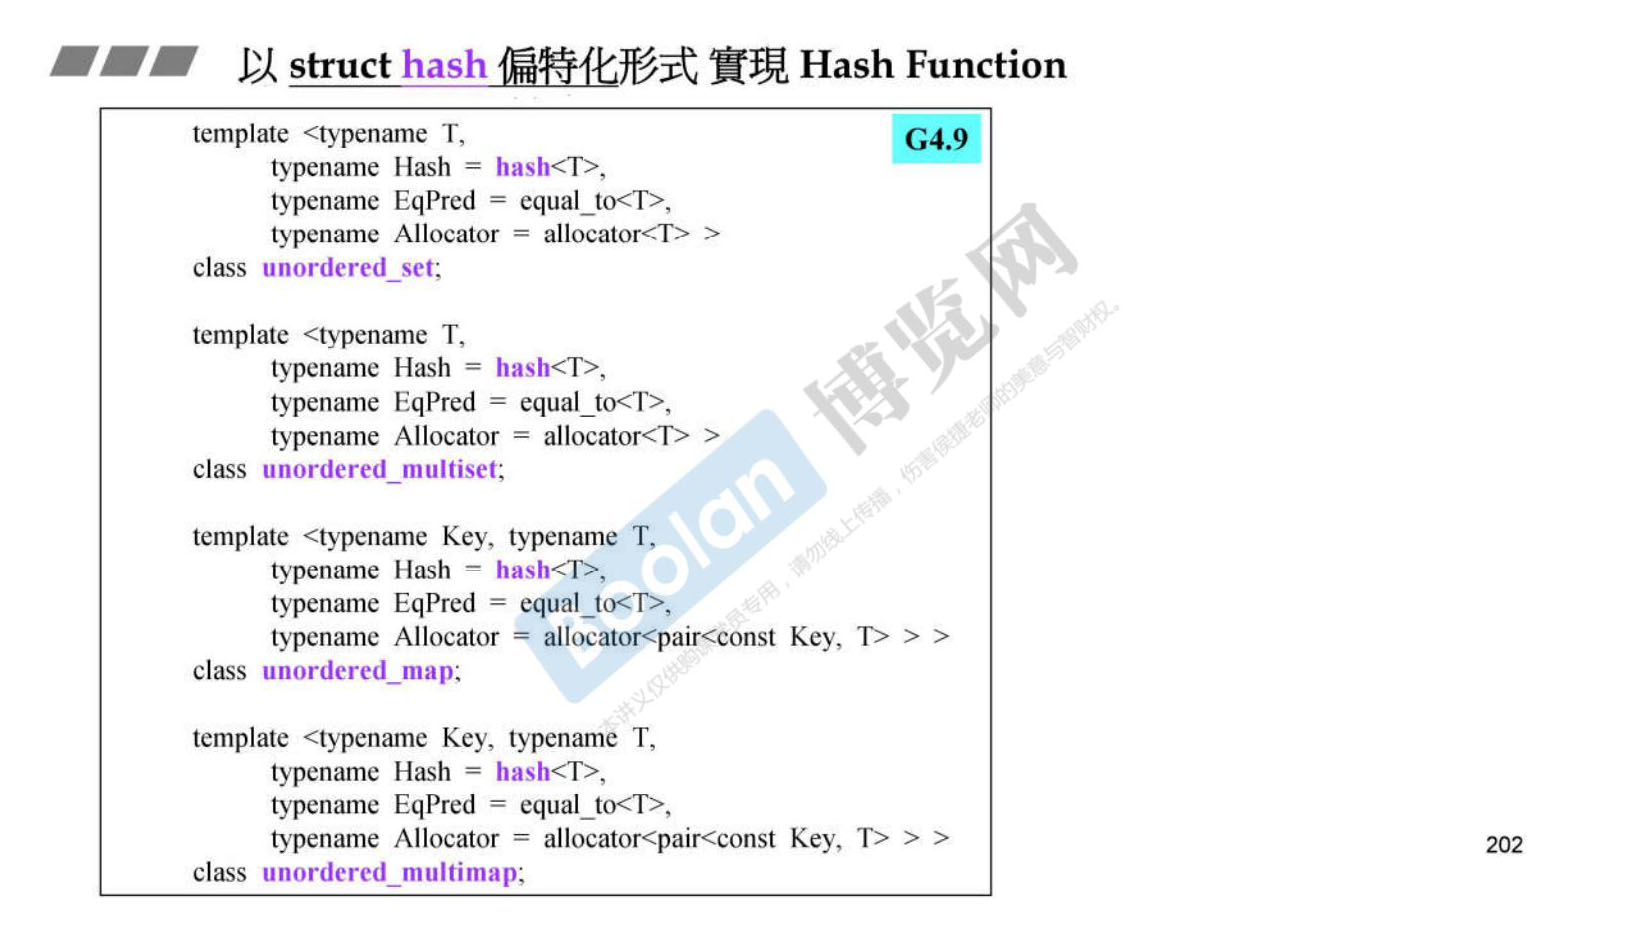 以 struct hash 偏特化形式 實現 Hash Function
G4.9
template <typename T,
typename Hash = hash<T>,
typename EqPred = equal_to<T>,
typename Allocator = allocator<T> >
class unordered_set;
template <typename T,
typename Hash = hash<T>,
typename EqPred = equal_to<T>,
typename Allocator = allocator<T> >
class unordered_multiset;
template <typename Key, typename T,
typename Hash = hash<T>,
typename EqPred = equal_to<T>,
typename Allocator = allocator<pair<const Key, T> > >
class unordered_map;
template <typename Key, typename T,
typename Hash = hash<T>,
typename EqPred = equal_to<T>,
typename Allocator = allocator<pair<const Key, T> > >
class unordered_multimap;
Boolan 博览网
本讲义仅供购课学员专用，请勿线上传播，伤害侯捷老师的美意与智财权。
202